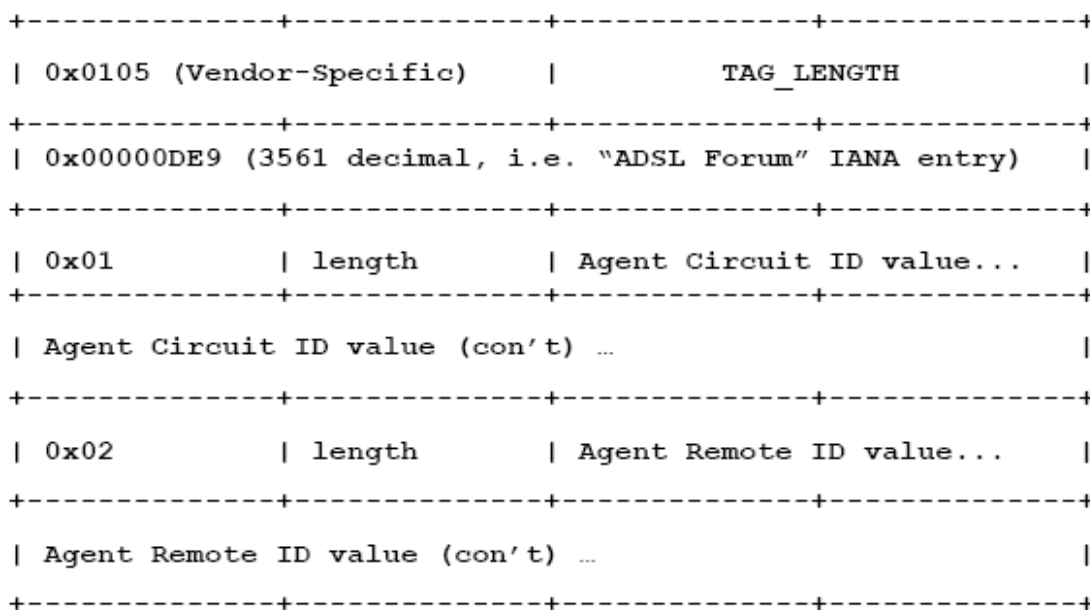 +--------------+--------------+--------------+--------------+
| 0x0105 (Vendor-Specific) | TAG_LENGTH |
+--------------+--------------+--------------+--------------+
| 0x00000DE9 (3561 decimal, i.e. “ADSL Forum” IANA entry) |
+--------------+--------------+--------------+--------------+
| 0x01 | length | Agent Circuit ID value... |
+--------------+--------------+--------------+--------------+
| Agent Circuit ID value (con’t) … |
+--------------+--------------+--------------+--------------+
| 0x02 | length | Agent Remote ID value... |
+--------------+--------------+--------------+--------------+
| Agent Remote ID value (con’t) … |
+--------------+--------------+--------------+--------------+